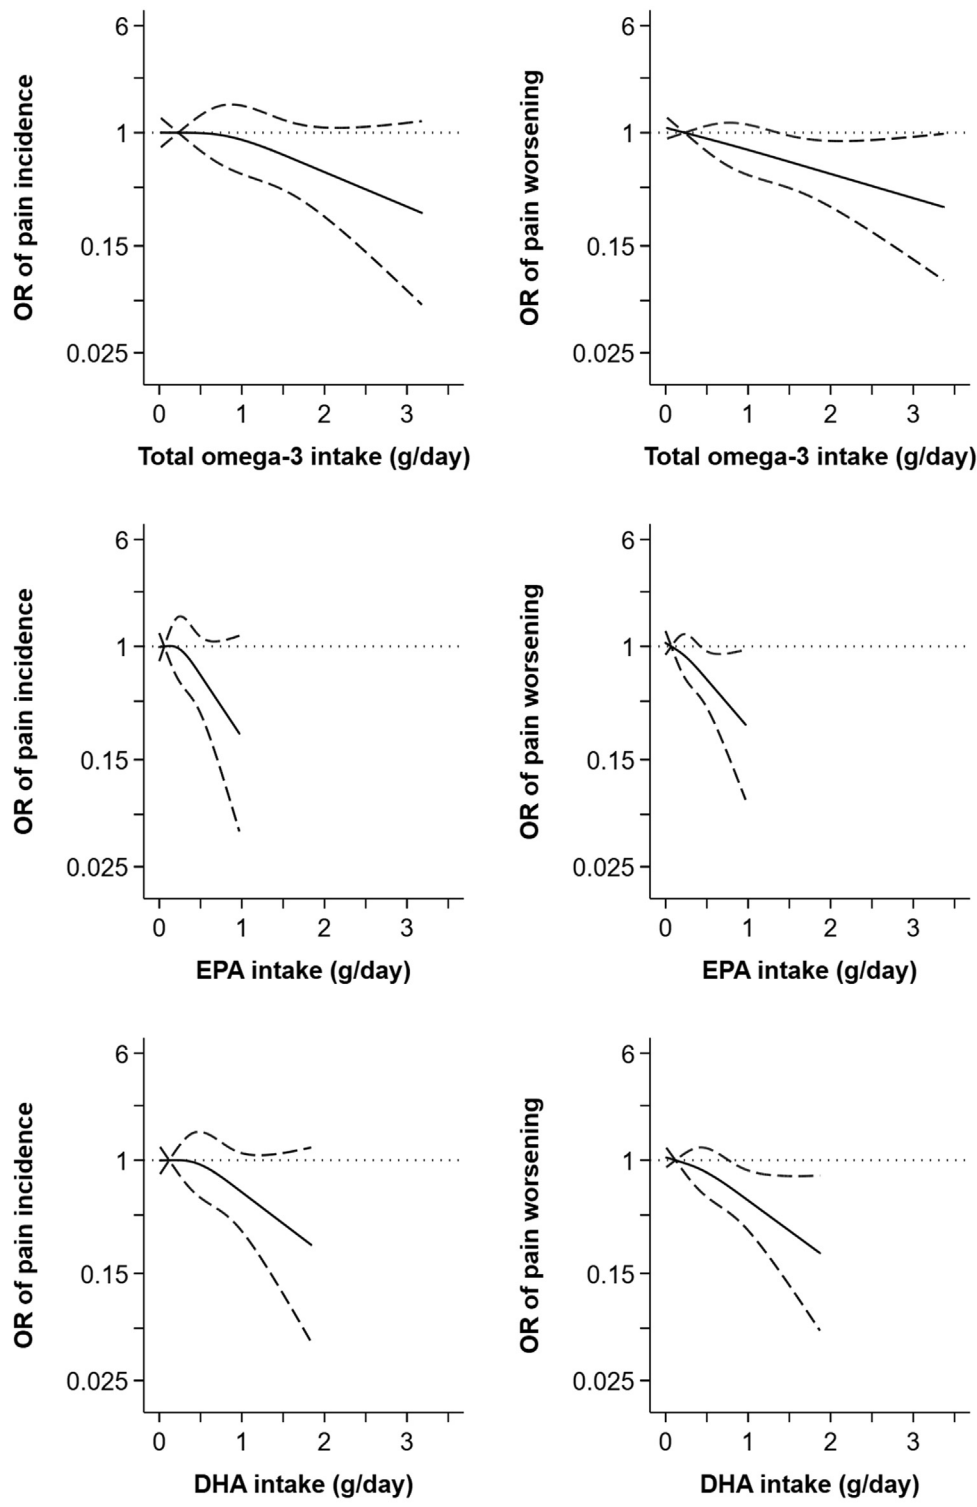 6
1
0.15
0.025
OR of pain incidence
0 1 2 3
Total omega-3 intake (g/day)
6
1
0.15
0.025
OR of pain worsening
0 1 2 3
Total omega-3 intake (g/day)
6
1
0.15
0.025
OR of pain incidence
0 1 2 3
EPA intake (g/day)
6
1
0.15
0.025
OR of pain worsening
0 1 2 3
EPA intake (g/day)
6
1
0.15
0.025
OR of pain incidence
0 1 2 3
DHA intake (g/day)
6
1
0.15
0.025
OR of pain worsening
0 1 2 3
DHA intake (g/day)